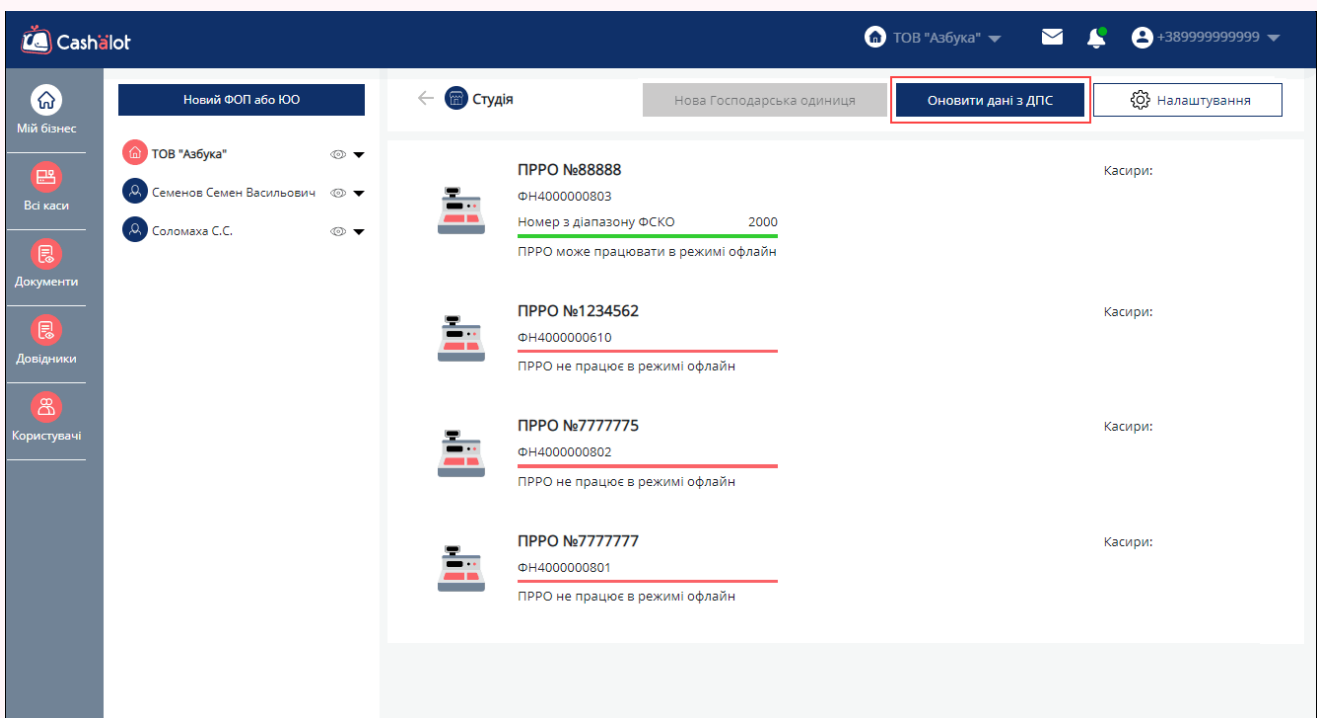 Cashälot
ТОВ "Азбука"
+389999999999
Мій бізнес
Всі каси
Документи
Довідники
Користувачі
Новий ФОП або ЮО
ТОВ "Азбука"
Семенов Семен Васильович
Соломаха С.С.
Студія
Нова Господарська одиниця
Оновити дані з ДПС
Налаштування
ПРРО №88888
Касири:
ФН4000000803
Номер з діапазону ФСКО 2000
ПРРО може працювати в режимі офлайн
ПРРО №1234562
Касири:
ФН4000000610
ПРРО не працює в режимі офлайн
ПРРО №7777775
Касири:
ФН4000000802
ПРРО не працює в режимі офлайн
ПРРО №7777777
Касири:
ФН4000000801
ПРРО не працює в режимі офлайн